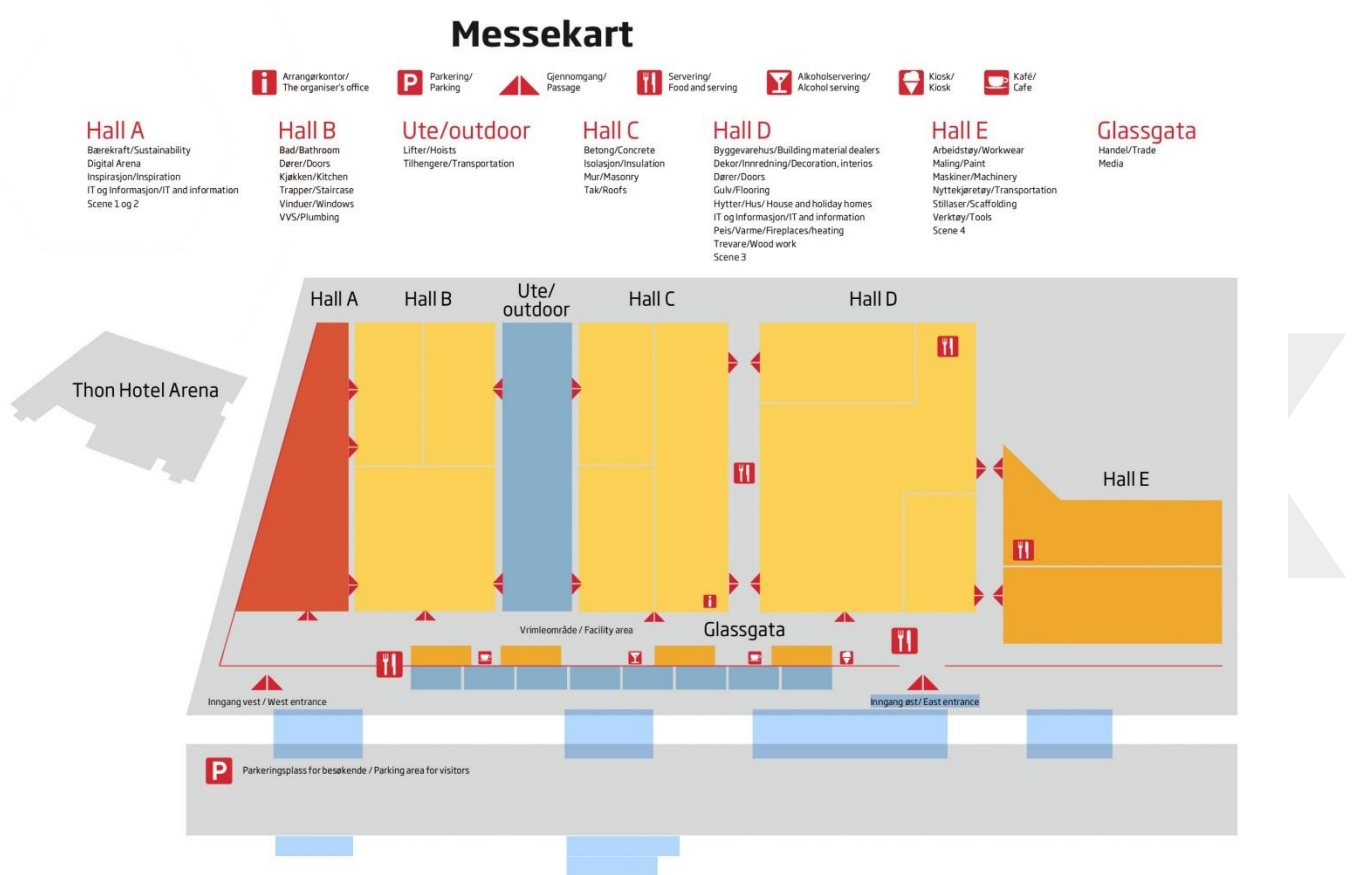 Messekart
Arrangørkontor/
The organiser's office
Parkering/
Parking
Gjennomgang/
Passage
Servering/
Food and serving
Alkoholservering/
Alcohol serving
Kiosk/
Kiosk
Kafé/
Cafe
Hall A
Bærekraft/Sustainability
Digital Arena
Inspirasjon/Inspiration
IT og Informasjon/IT and information
Scene 1 og 2
Hall B
Bad/Bathroom
Dører/Doors
Kjøkken/Kitchen
Trapper/Staircase
Vinduer/Windows
VVS/Plumbing
Ute/outdoor
Lifter/Hoists
Tilhengere/Transportation
Hall C
Betong/Concrete
Isolasjon/Insulation
Mur/Masonry
Tak/Roofs
Hall D
Byggevarehus/Building material dealers
Dekor/Innredning/Decoration, interios
Dører/Doors
Gulv/Flooring
Hytter/Hus/ House and holiday homes
IT og Informasjon/IT and information
Peis/Varme/Fireplaces/heating
Trevare/Wood work
Scene 3
Hall E
Arbeidstøy/Workwear
Maling/Paint
Maskiner/Machinery
Nyttekjøretøy/Transportation
Stillaser/Scaffolding
Verktøy/Tools
Scene 4
Glassgata
Handel/Trade
Media
Hall A
Hall B
Ute/
outdoor
Hall C
Hall D
Thon Hotel Arena
Hall E
Vrimleområde / Facility area
Glassgata
Inngang vest / West entrance
Inngang øst/ East entrance
P
Parkeringsplass for besøkende / Parking area for visitors